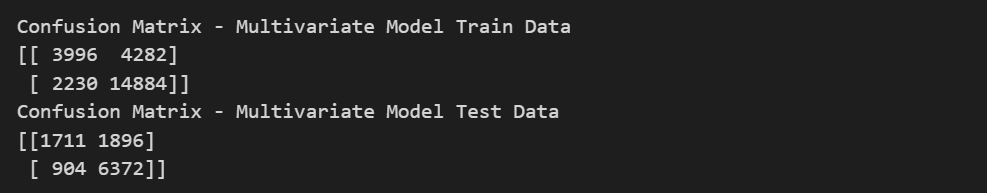 Confusion Matrix - Multivariate Model Train Data
[[ 3996  4282]
 [ 2230 14884]]
Confusion Matrix - Multivariate Model Test Data
[[1711 1896]
 [ 904 6372]]